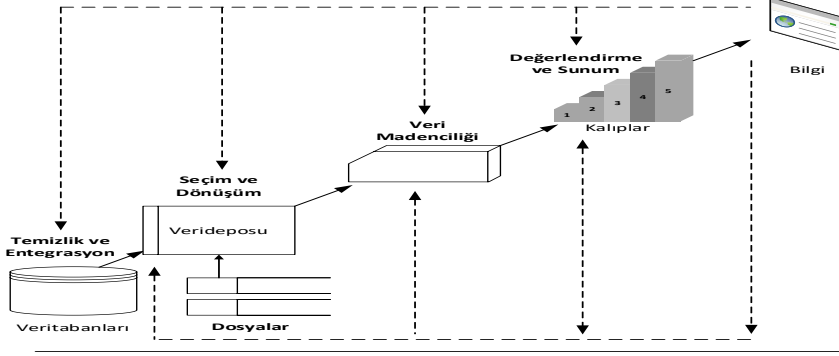 Değerlendirme
ve Sunum
Bilgi
1 2 3 4 5
Kalıplar
Veri
Madenciliği
Seçim ve
Dönüşüm
Verideposu
Temizlik ve
Entegrasyon
Veritabanları
Dosyalar